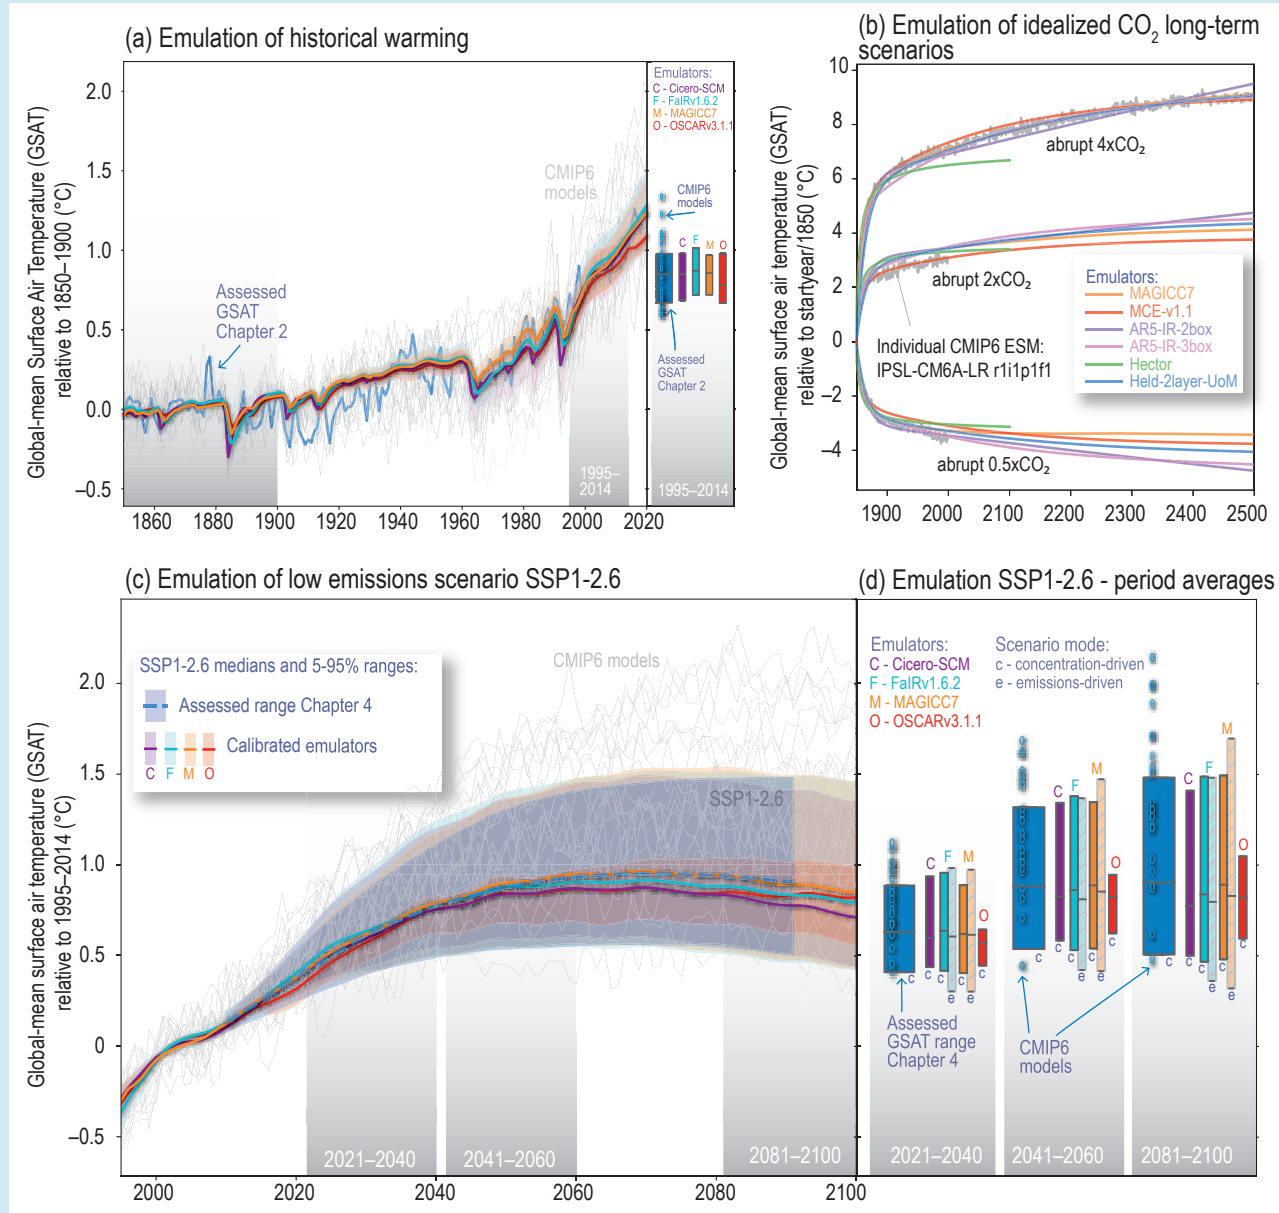 (a) Emulation of historical warming
Global-mean Surface Air Temperature (GSAT)
relative to 1850–1900 (°C)
2.0
1.5
1.0
0.5
0.0
–0.5
1860
1880
1900
1920
1940
1960
1980
2000
2020
Assessed
GSAT
Chapter 2
CMIP6
models
1995–
2014
Emulators:
C - Cicero-SCM
F - FaIRv1.6.2
M - MAGICC7
O - OSCARv3.1.1
CMIP6
models
C
F
M
O
Assessed
GSAT
Chapter 2
1995–2014
(b) Emulation of idealized CO₂ long-term
scenarios
Global-mean surface air temperature (GSAT)
relative to startyear/1850 (°C)
10
8
6
4
2
0
–2
–4
1900
2000
2100
2200
2300
2400
2500
abrupt 4xCO₂
abrupt 2xCO₂
Individual CMIP6 ESM:
IPSL-CM6A-LR r1i1p1f1
abrupt 0.5xCO₂
Emulators:
MAGICC7
MCE-v1.1
AR5-IR-2box
AR5-IR-3box
Hector
Held-2layer-UoM
(c) Emulation of low emissions scenario SSP1-2.6
Global-mean surface air temperature (GSAT)
relative to 1995–2014 (°C)
2.0
1.5
1.0
0.5
0
–0.5
2000
2020
2040
2060
2080
2100
SSP1-2.6 medians and 5-95% ranges:
Assessed range Chapter 4
Calibrated emulators
C
F
M
O
CMIP6 models
SSP1-2.6
2021–2040
2041–2060
2081–2100
(d) Emulation SSP1-2.6 - period averages
Emulators:
C - Cicero-SCM
F - FaIRv1.6.2
M - MAGICC7
O - OSCARv3.1.1
Scenario mode:
c - concentration-driven
e - emissions-driven
C
F
M
O
c
c
c
e
c
e
c
Assessed
GSAT range
Chapter 4
2021–2040
C
F
M
O
c
c
c
e
c
e
c
CMIP6
models
2041–2060
C
F
M
O
c
c
c
e
c
e
c
2081–2100